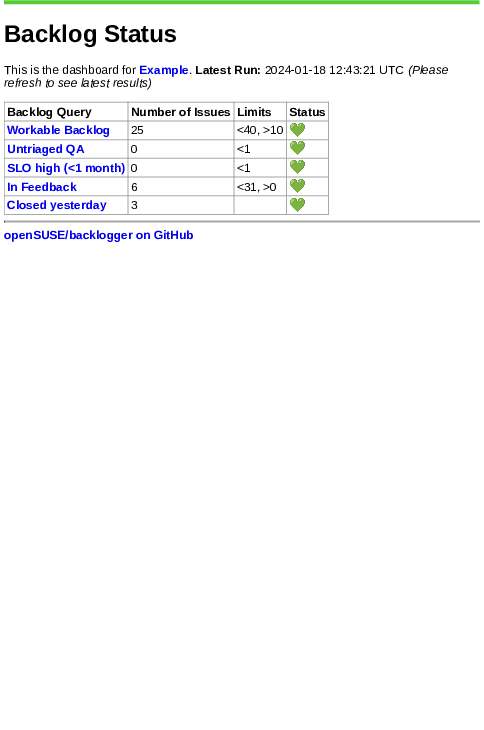 Backlog Status
This is the dashboard for Example. Latest Run: 2024-01-18 12:43:21 UTC (Please
refresh to see latest results)
Backlog Query Number of Issues Limits Status
Workable Backlog 25 <40, >10 💚
Untriaged QA 0 <1 💚
SLO high (<1 month) 0 <1 💚
In Feedback 6 <31, >0 💚
Closed yesterday 3 💚
openSUSE/backlogger on GitHub